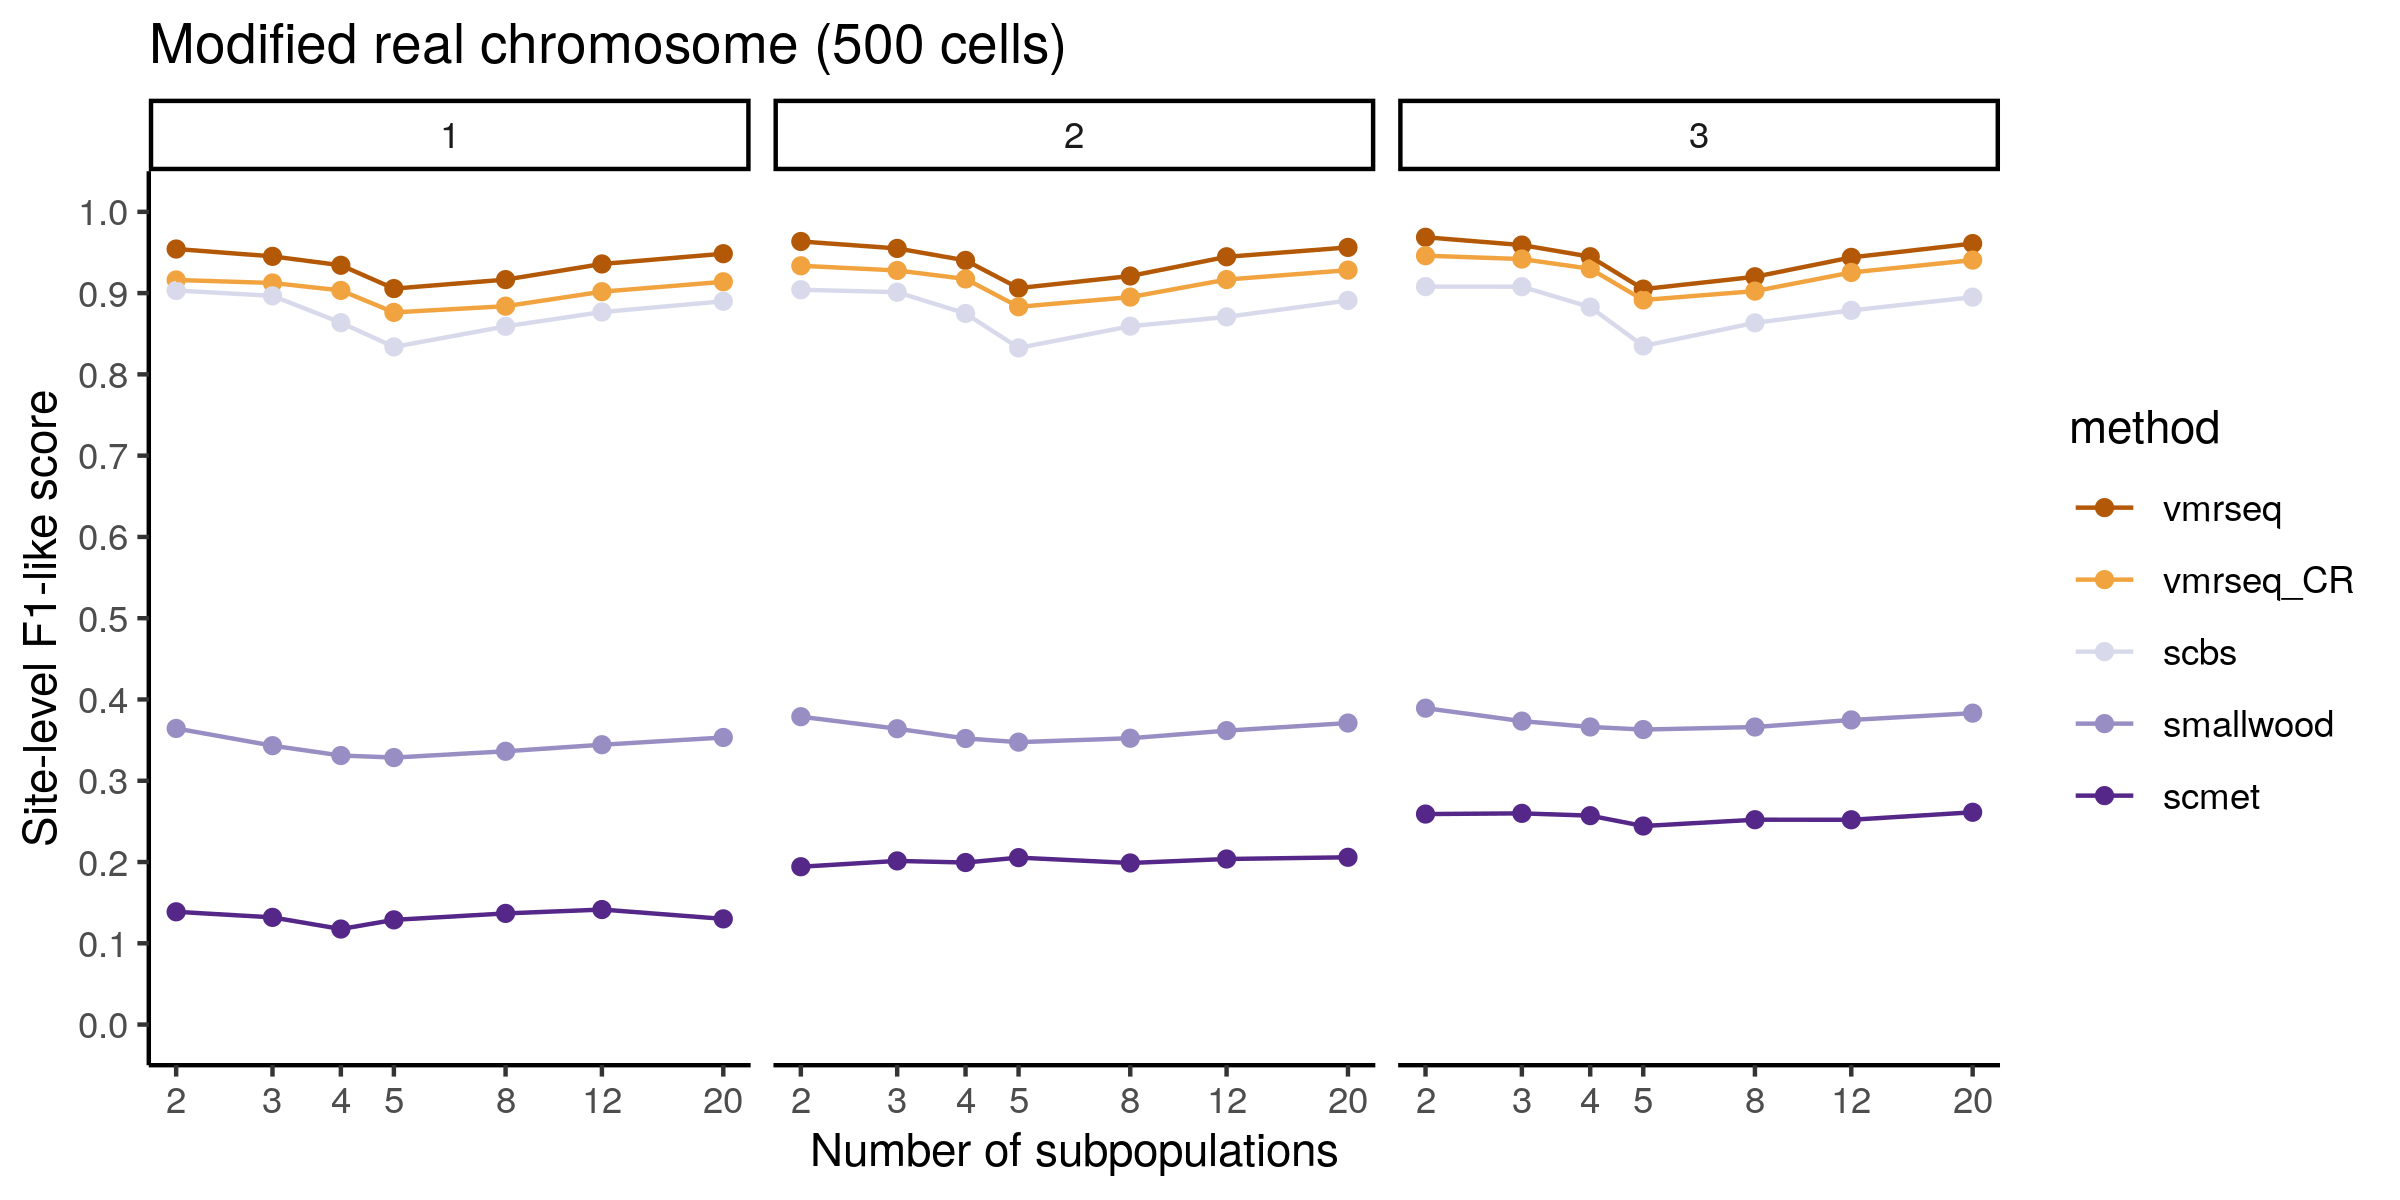 Modified real chromosome (500 cells)
1 2 3
1.0
0.9
0.8
0.7
0.6
0.5
0.4
0.3
0.2
0.1
0.0
Site-level F1-like score
2 3 4 5 8 12 20 2 3 4 5 8 12 20 2 3 4 5 8 12 20
Number of subpopulations
method
vmrseq
vmrseq_CR
scbs
smallwood
scmet